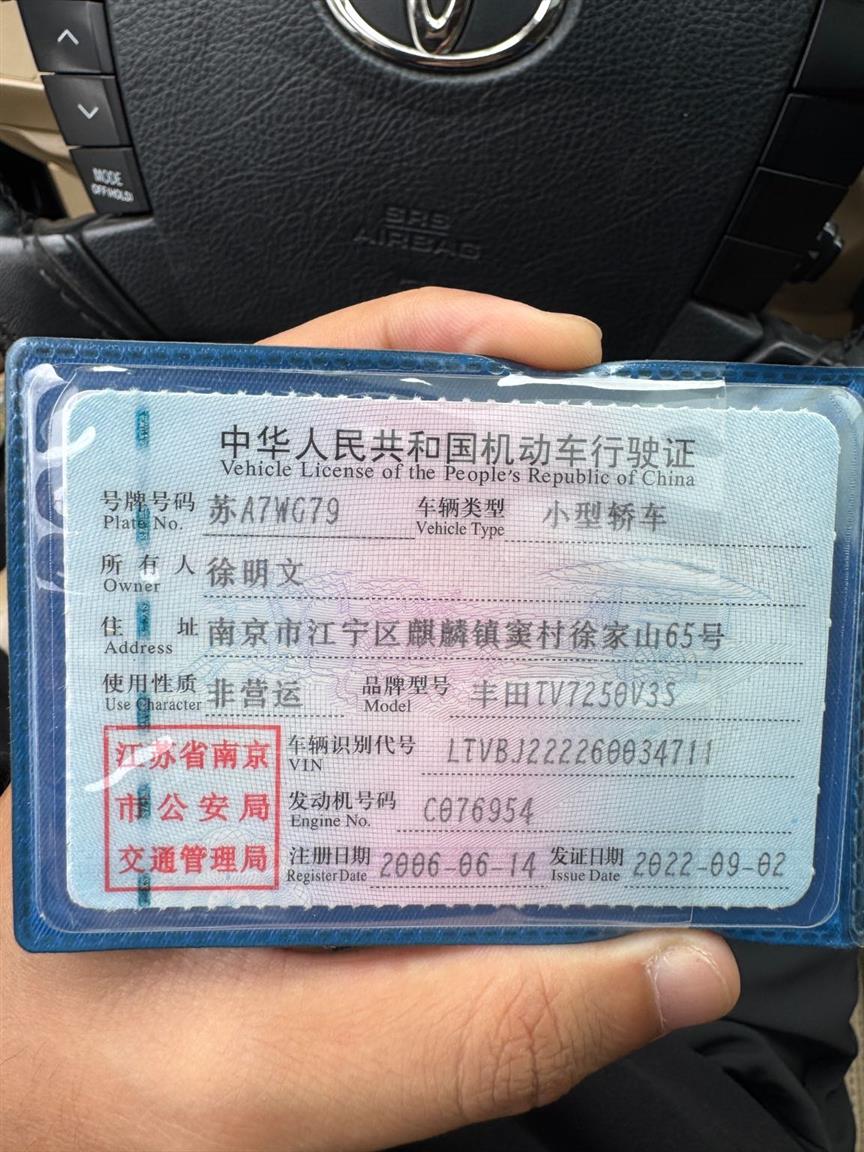 MODE
OFF(HOLD)
SRS
AIRBAG
中华人民共和国机动车行驶证
Vehicle License of the People's Republic of China
号牌号码 苏A7WG79 车辆类型 小型轿车
Plate No. Vehicle Type
所有人 徐明文
Owner
住址 南京市江宁区麒麟镇窦村徐家山65号
Address
使用性质 非营运 品牌型号 丰田TV7250V3S
Use Character Model
江苏省南京
市公安局
交通管理局
车辆识别代号 LTVBJ222260034711
VIN
发动机号码 C076954
Engine No.
注册日期 2006-06-14 发证日期 2022-09-02
Register Date Issue Date